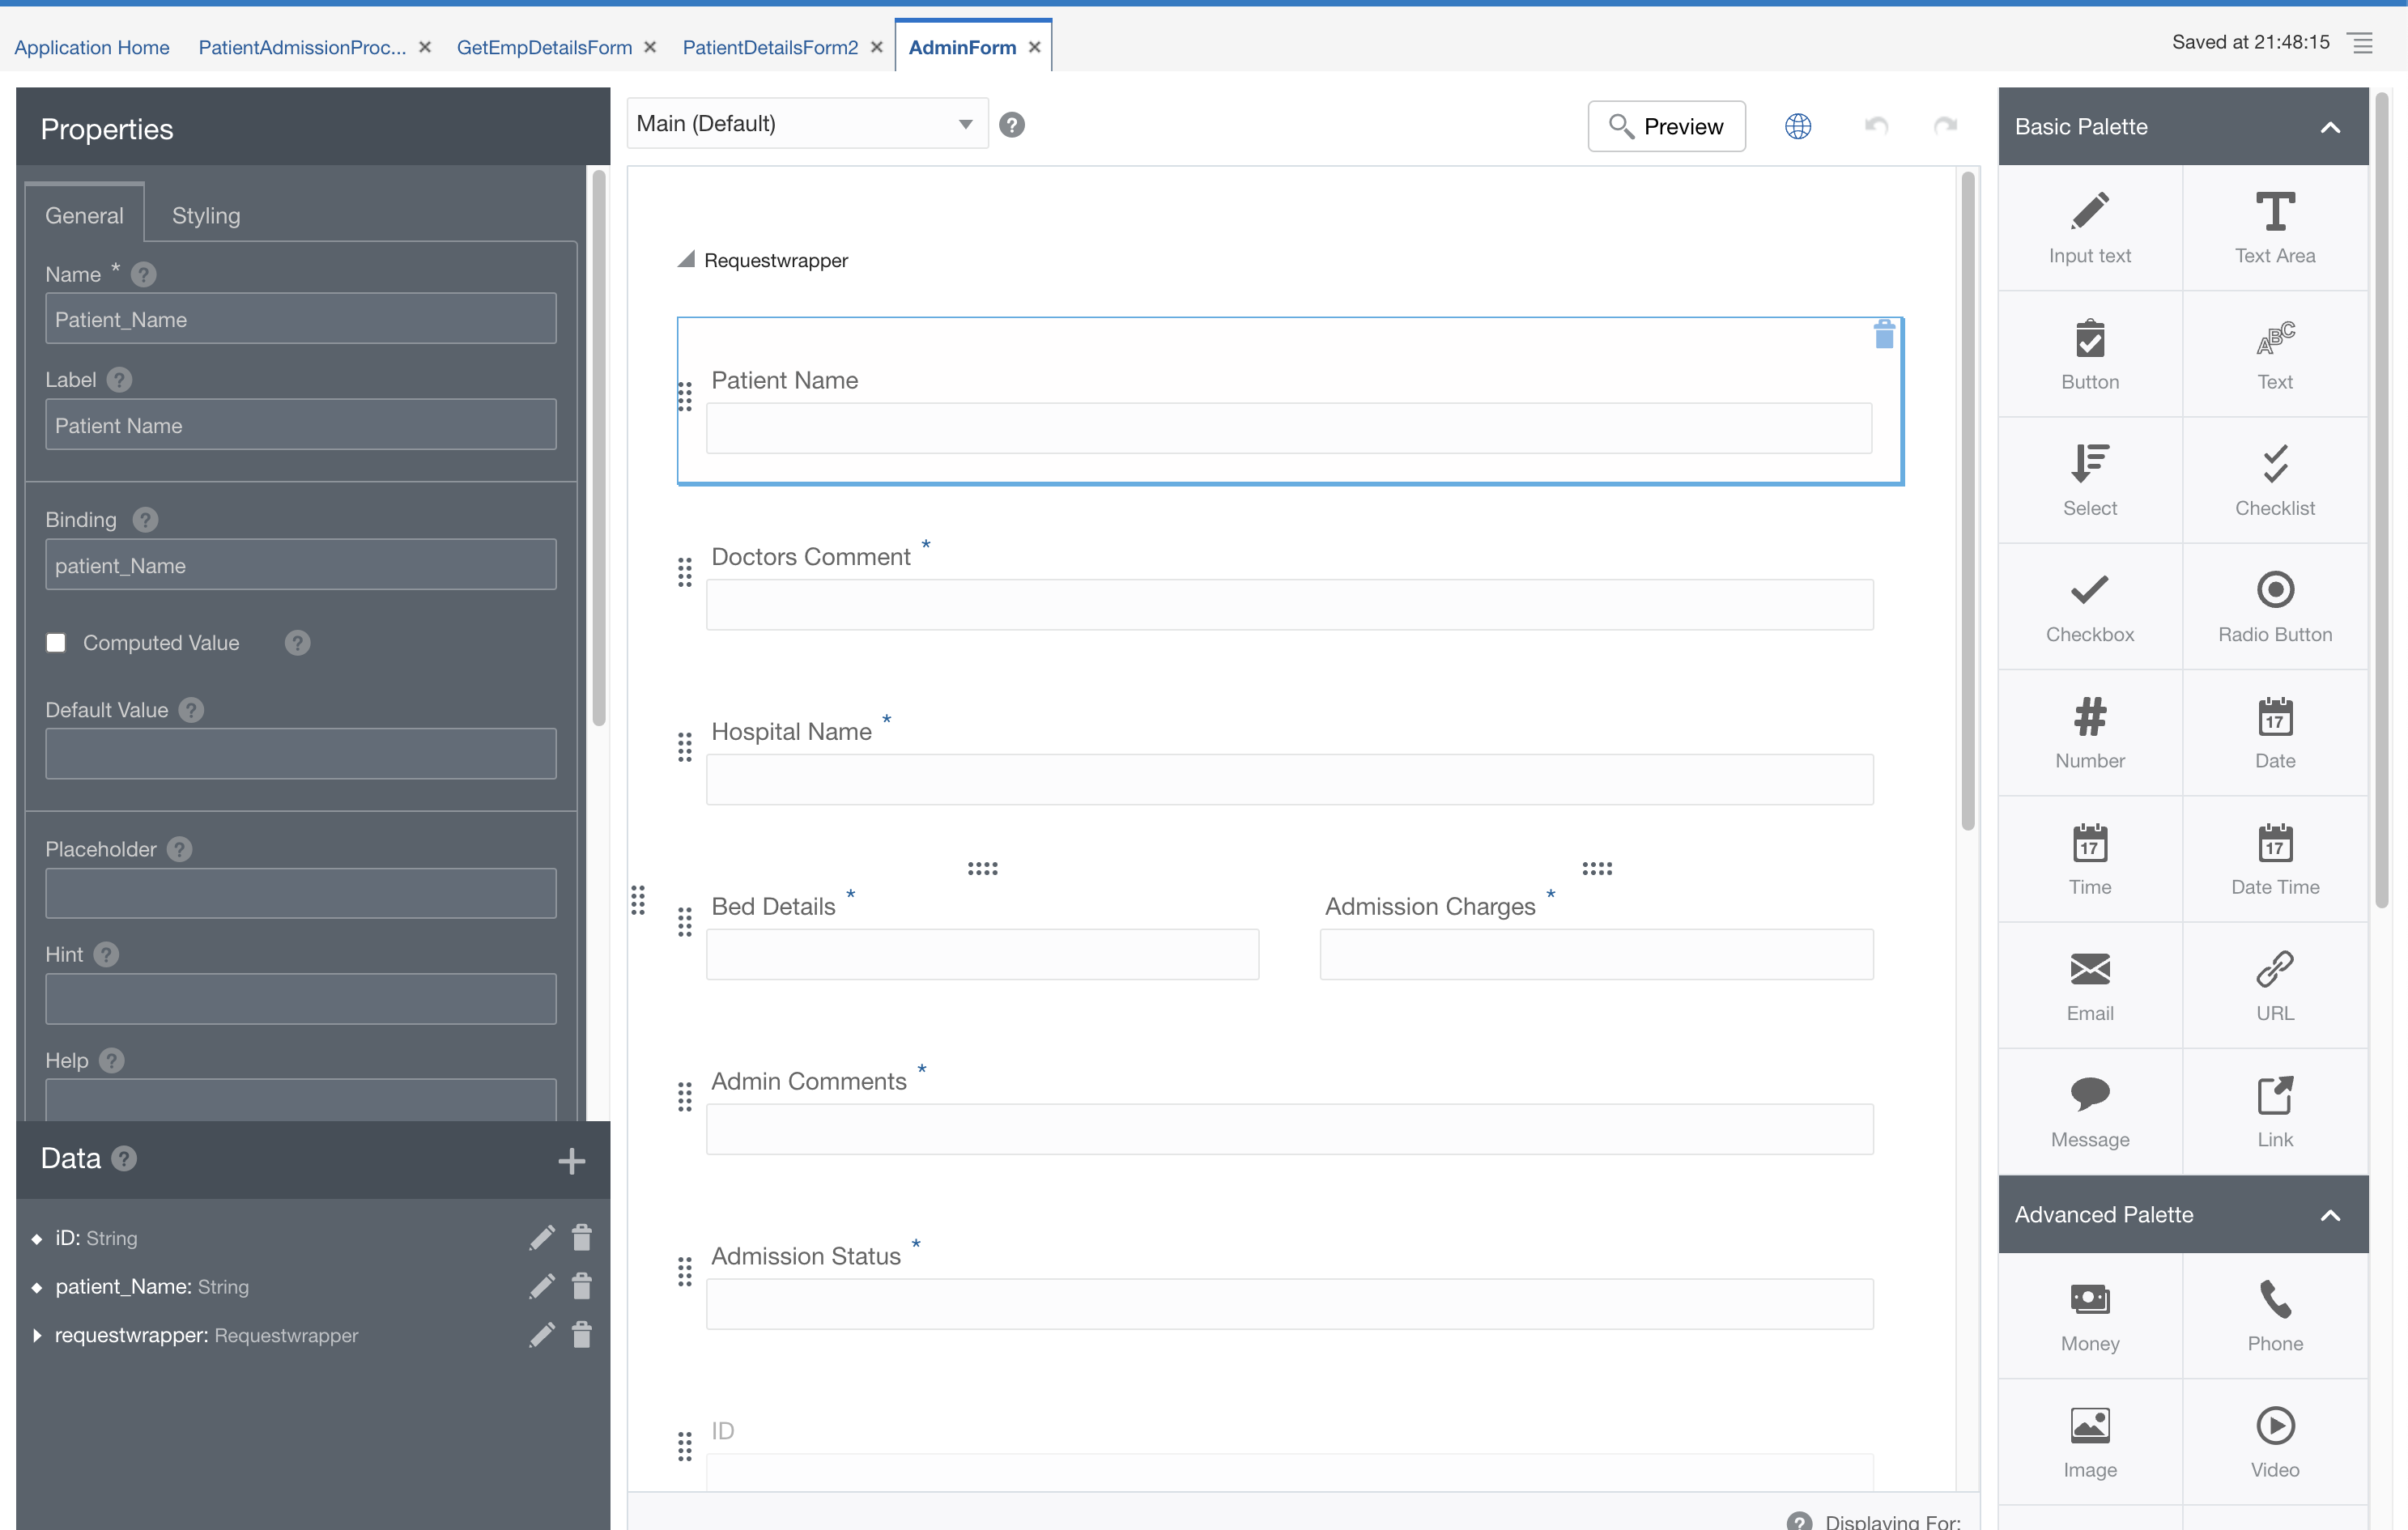 Application Home PatientAdmissionProc... GetEmpDetailsForm PatientDetailsForm2 AdminForm Saved at 21:48:15
Properties
General Styling
Name *
Patient_Name
Label
Patient Name
Binding
patient_Name
Computed Value
Default Value
Placeholder
Hint
Help
Data
iD: String
patient_Name: String
requestwrapper: Requestwrapper
Main (Default) Preview
Requestwrapper
Patient Name
Doctors Comment *
Hospital Name *
Bed Details * Admission Charges *
Admin Comments *
Admission Status *
ID
Displaying For:
Basic Palette
Input text Text Area
Button Text
Select Checklist
Checkbox Radio Button
Number Date
Time Date Time
Email URL
Message Link
Advanced Palette
Money Phone
Image Video